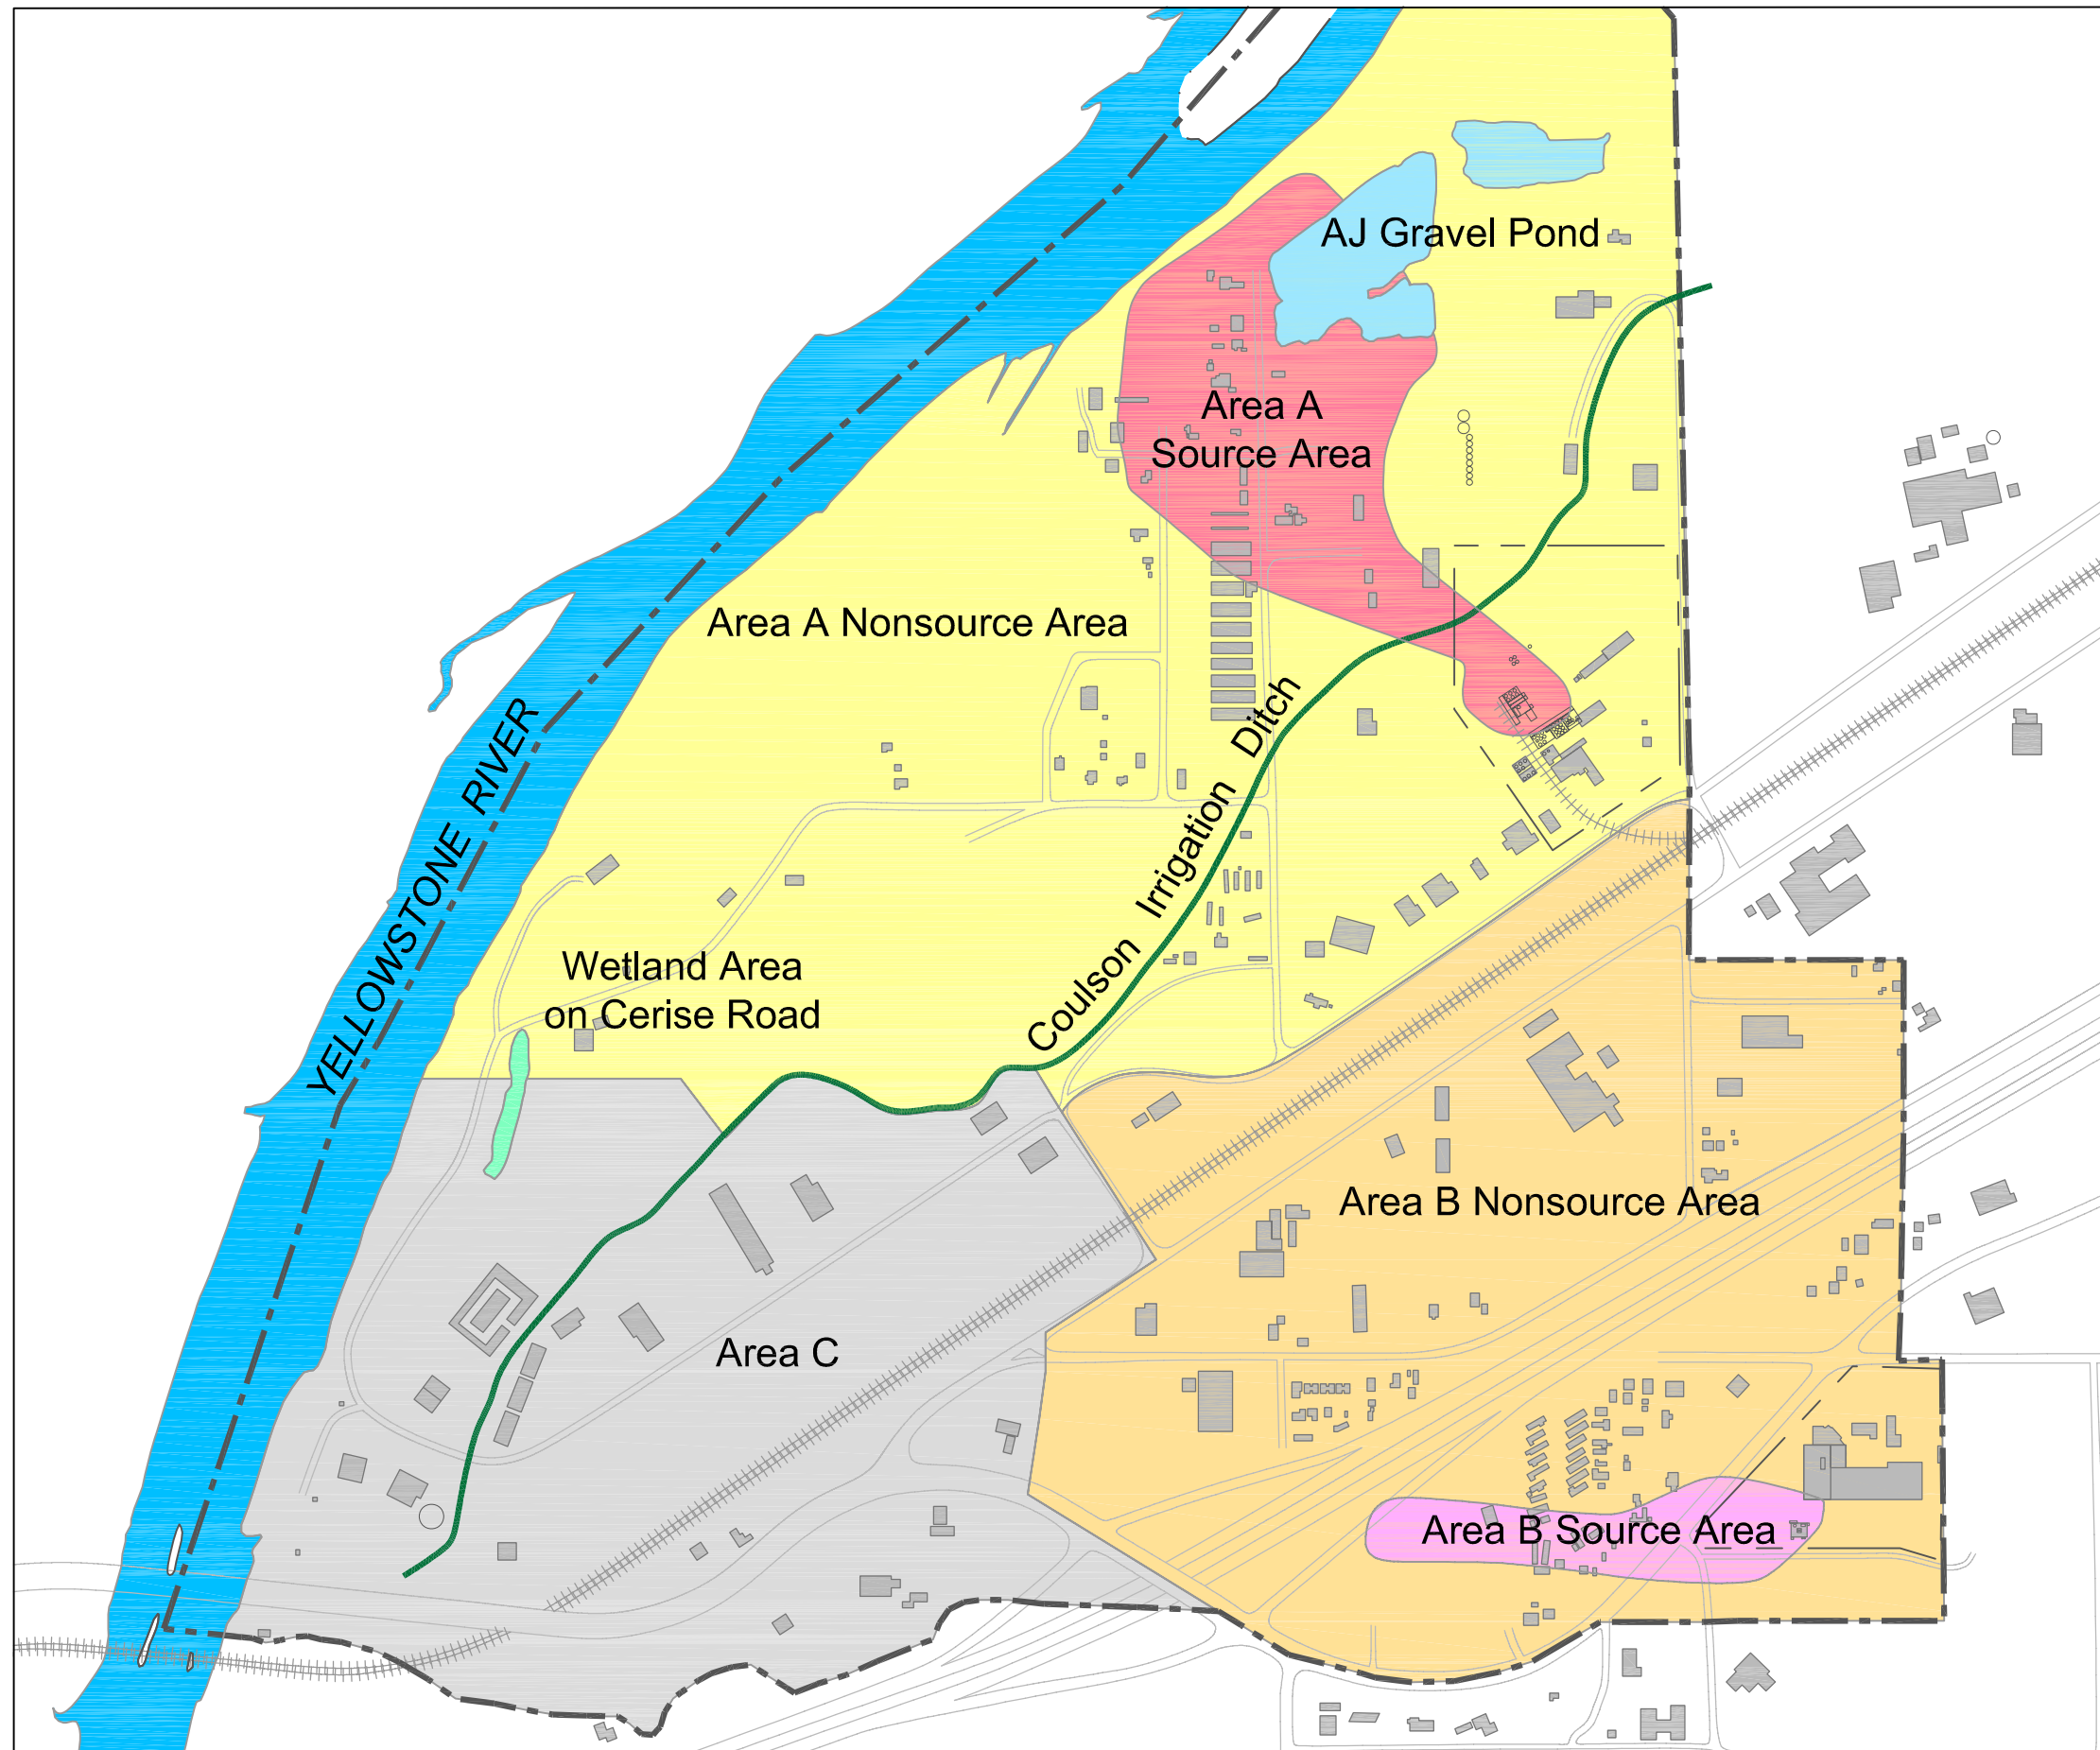 AJ Gravel Pond
Area A
Source Area
Area A Nonsource Area
YELLOWSTONE RIVER
Coulson Irrigation Ditch
Wetland Area
on Cerise Road
Area B Nonsource Area
Area C
Area B Source Area